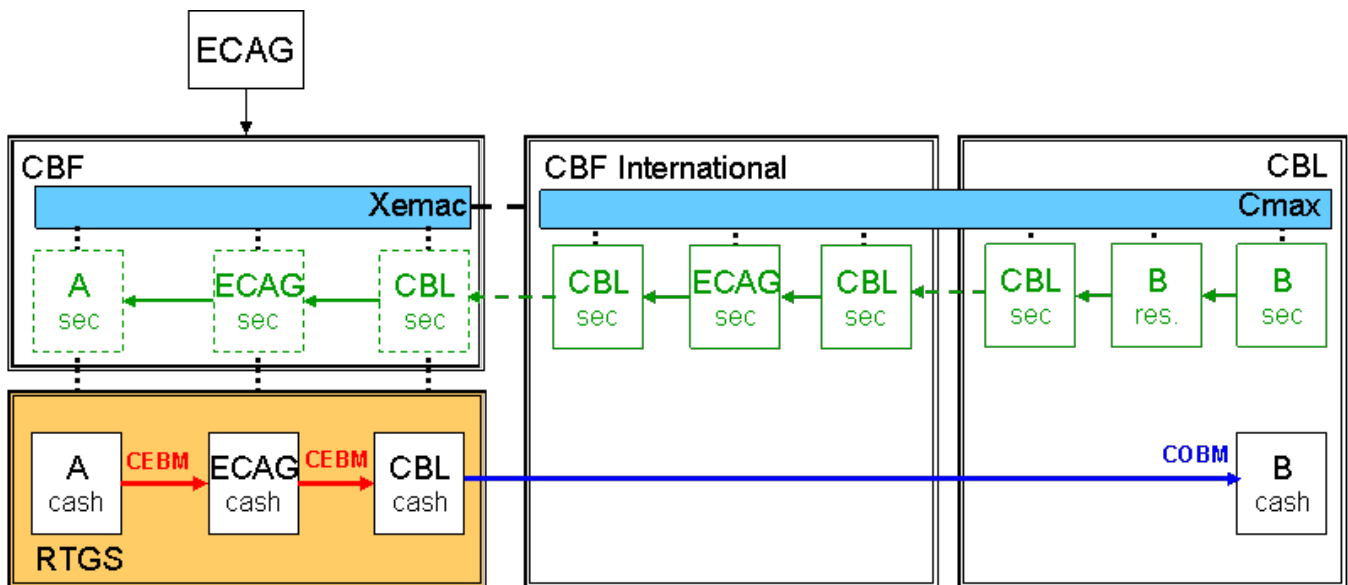 ECAG
CBF
CBF International
CBL
Xemac
Cmax
A
sec
ECAG
sec
CBL
sec
CBL
sec
ECAG
sec
CBL
sec
CBL
sec
B
res.
B
sec
A
cash
CEBM
ECAG
cash
CEBM
CBL
cash
COBM
B
cash
RTGS